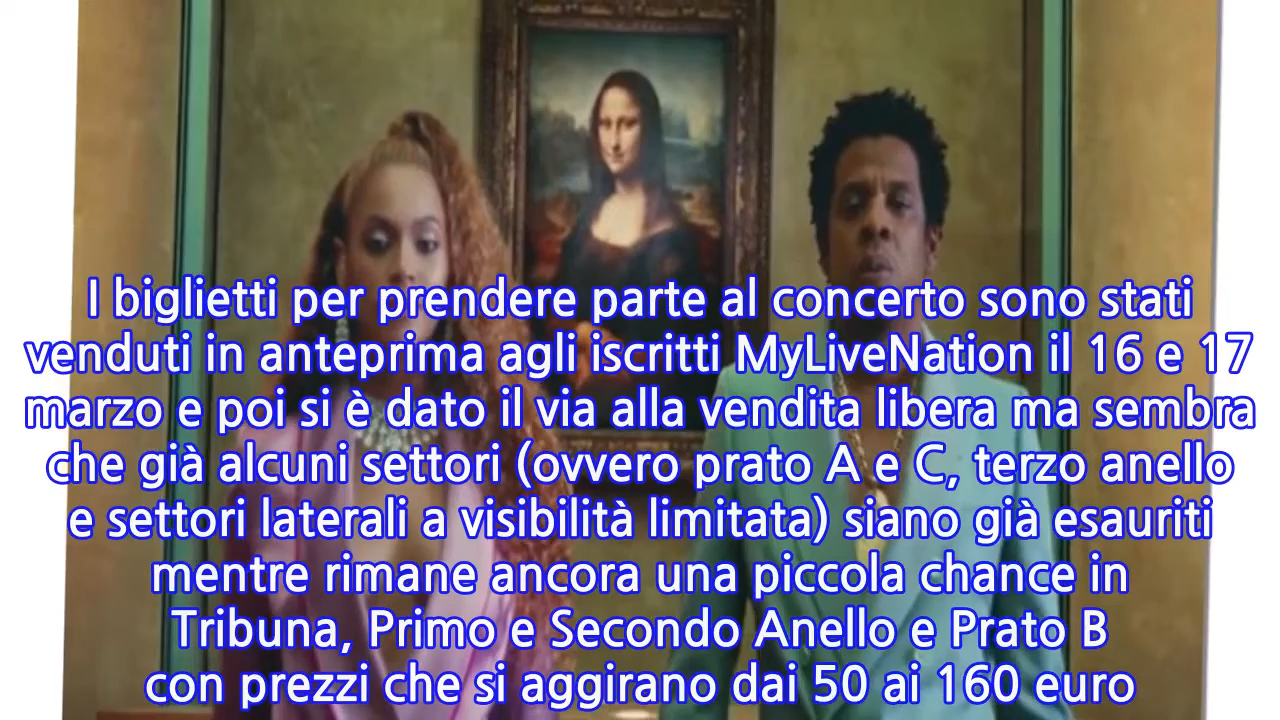 I biglietti per prendere parte al concerto sono stati
venduti in anteprima agli iscritti MyLiveNation il 16 e 17
marzo e poi si è dato il via alla vendita libera ma sembra
che già alcuni settori (ovvero prato A e C, terzo anello
e settori laterali a visibilità limitata) siano già esauriti
mentre rimane ancora una piccola chance in
Tribuna, Primo e Secondo Anello e Prato B
con prezzi che si aggirano dai 50 ai 160 euro